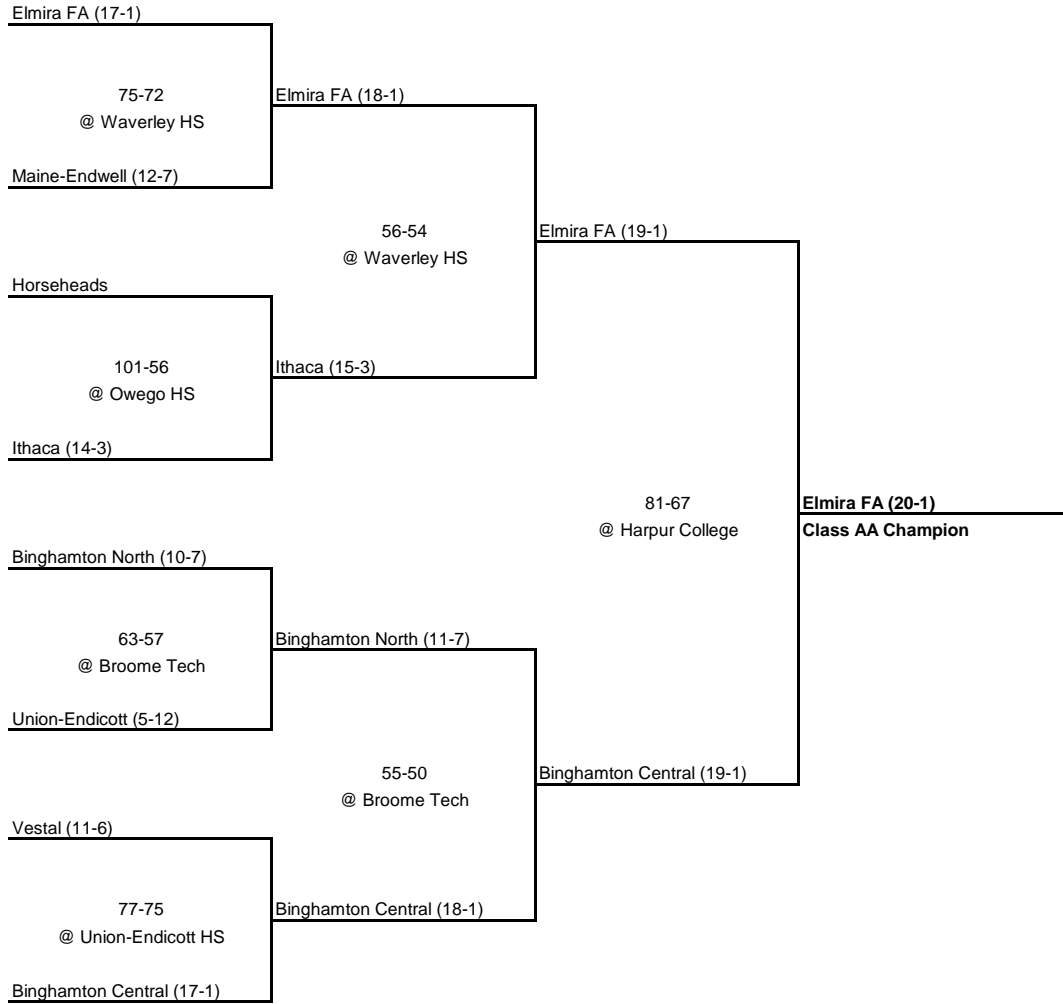 Elmira FA (17-1)
75-72
@ Waverley HS
Elmira FA (18-1)
Maine-Endwell (12-7)
56-54
@ Waverley HS
Elmira FA (19-1)
Horseheads
101-56
@ Owego HS
Ithaca (15-3)
Ithaca (14-3)
81-67
@ Harpur College
Elmira FA (20-1)
Class AA Champion
Binghamton North (10-7)
63-57
@ Broome Tech
Binghamton North (11-7)
Union-Endicott (5-12)
55-50
@ Broome Tech
Binghamton Central (19-1)
Vestal (11-6)
77-75
@ Union-Endicott HS
Binghamton Central (18-1)
Binghamton Central (17-1)